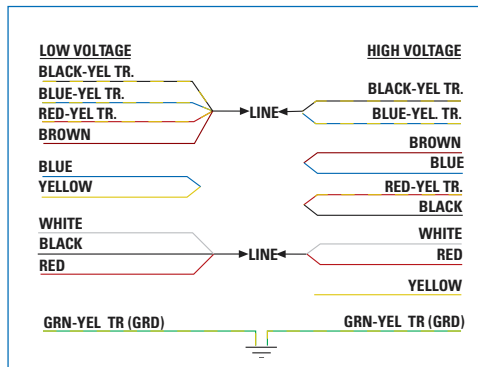 LOW VOLTAGE
BLACK-YEL TR.
BLUE-YEL TR.
RED-YEL TR.
BROWN
BLUE
YELLOW
WHITE
BLACK
RED
GRN-YEL TR (GRD)
LINE
LINE
HIGH VOLTAGE
BLACK-YEL TR.
BLUE-YEL. TR.
BROWN
BLUE
RED-YEL TR.
BLACK
WHITE
RED
YELLOW
GRN-YEL TR (GRD)